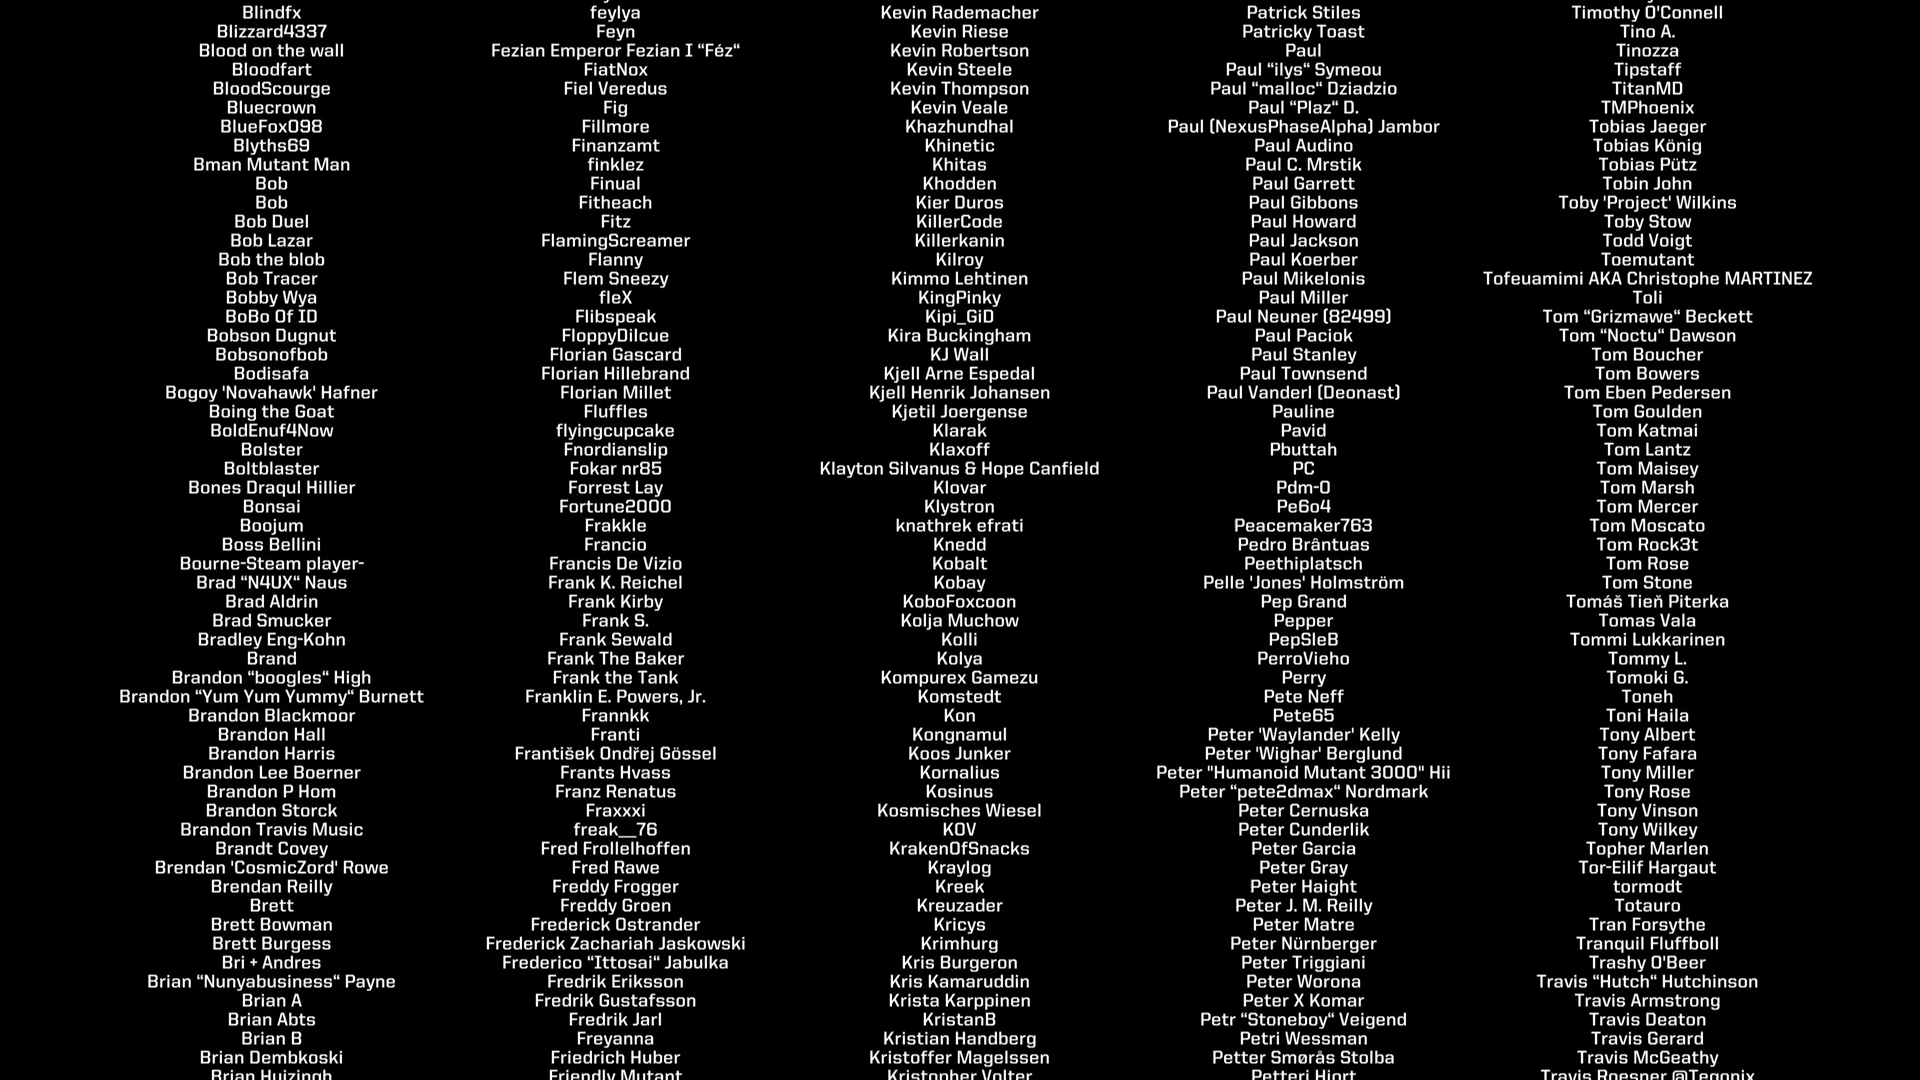 Blindfx
Blizzard4337
Blood on the wall
Bloodfart
BloodScourge
Bluecrown
BlueFox098
Blyths69
Bman Mutant Man
Bob
Bob
Bob Duel
Bob Lazar
Bob the blob
Bob Tracer
Bobby Wya
BoBo Of ID
Bobson Dugnut
Bobsonofbob
Bodisafa
Bogoy 'Novahawk' Hafner
Boing the Goat
BoldEnuf4Now
Bolster
Boltblaster
Bones Draqul Hillier
Bonsai
Boojum
Boss Bellini
Bourne-Steam player-
Brad “N4UX“ Naus
Brad Aldrin
Brad Smucker
Bradley Eng-Kohn
Brand
Brandon “boogles“ High
Brandon “Yum Yum Yummy“ Burnett
Brandon Blackmoor
Brandon Hall
Brandon Harris
Brandon Lee Boerner
Brandon P Hom
Brandon Storck
Brandon Travis Music
Brandt Covey
Brendan 'CosmicZord' Rowe
Brendan Reilly
Brett
Brett Bowman
Brett Burgess
Bri + Andres
Brian “Nunyabusiness“ Payne
Brian A
Brian Abts
Brian B
Brian Dembkoski
Brian Huizingh
feylya
Feyn
Fezian Emperor Fezian I “Féz“
FiatNox
Fiel Veredus
Fig
Fillmore
Finanzamt
finklez
Finual
Fitheach
Fitz
FlamingScreamer
Flanny
Flem Sneezy
fleX
Flibspeak
FloppyDilcue
Florian Gascard
Florian Hillebrand
Florian Millet
Fluffles
flyingcupcake
Fnordianslip
Fokar nr85
Forrest Lay
Fortune2000
Frakkle
Francio
Francis De Vizio
Frank K. Reichel
Frank Kirby
Frank S.
Frank Sewald
Frank The Baker
Frank the Tank
Franklin E. Powers, Jr.
Frannkk
Franti
František Ondřej Gössel
Frants Hvass
Franz Renatus
Fraxxxi
freak__76
Fred Frollelhoffen
Fred Rawe
Freddy Frogger
Freddy Groen
Frederick Ostrander
Frederick Zachariah Jaskowski
Frederico “Ittosai“ Jabulka
Fredrik Eriksson
Fredrik Gustafsson
Fredrik Jarl
Freyanna
Friedrich Huber
Friendly Mutant
Kevin Rademacher
Kevin Riese
Kevin Robertson
Kevin Steele
Kevin Thompson
Kevin Veale
Khazhundhal
Khinetic
Khitas
Khodden
Kier Duros
KillerCode
Killerkanin
Kilroy
Kimmo Lehtinen
KingPinky
Kipi_GiD
Kira Buckingham
KJ Wall
Kjell Arne Espedal
Kjell Henrik Johansen
Kjetil Joergense
Klarak
Klaxoff
Klayton Silvanus & Hope Canfield
Klovar
Klystron
knathrek efrati
Knedd
Kobalt
Kobay
KoboFoxcoon
Kolja Muchow
Kolli
Kolya
Kompurex Gamezu
Komstedt
Kon
Kongnamul
Koos Junker
Kornalius
Kosinus
Kosmisches Wiesel
KOV
KrakenOfSnacks
Kraylog
Kreek
Kreuzader
Kricys
Krimhurg
Kris Burgeron
Kris Kamaruddin
Krista Karppinen
KristanB
Kristian Handberg
Kristoffer Magelssen
Kristopher Volter
Patrick Stiles
Patricky Toast
Paul
Paul “ilys“ Symeou
Paul “malloc“ Dziadzio
Paul “Plaz“ D.
Paul (NexusPhaseAlpha) Jambor
Paul Audino
Paul C. Mrstik
Paul Garrett
Paul Gibbons
Paul Howard
Paul Jackson
Paul Koerber
Paul Mikelonis
Paul Miller
Paul Neuner (82499)
Paul Paciok
Paul Stanley
Paul Townsend
Paul Vanderl (Deonast)
Pauline
Pavid
Pbuttah
PC
Pdm-0
Pe6o4
Peacemaker763
Pedro Brântuas
Peethiplatsch
Pelle 'Jones' Holmström
Pep Grand
Pepper
PepSleB
PerroVieho
Perry
Pete Neff
Pete65
Peter 'Waylander' Kelly
Peter 'Wighar' Berglund
Peter "Humanoid Mutant 3000" Hii
Peter “pete2dmax“ Nordmark
Peter Cernuska
Peter Cunderlik
Peter Garcia
Peter Gray
Peter Haight
Peter J. M. Reilly
Peter Matre
Peter Nürnberger
Peter Triggiani
Peter Worona
Peter X Komar
Petr “Stoneboy“ Veigend
Petri Wessman
Petter Smørås Stolba
Petteri Hjort
Timothy O'Connell
Tino A.
Tinozza
Tipstaff
TitanMD
TMPhoenix
Tobias Jaeger
Tobias König
Tobias Pütz
Tobin John
Toby 'Project' Wilkins
Toby Stow
Todd Voigt
Toemutant
Tofeuamimi AKA Christophe MARTINEZ
Toli
Tom “Grizmawe“ Beckett
Tom “Noctu“ Dawson
Tom Boucher
Tom Bowers
Tom Eben Pedersen
Tom Goulden
Tom Katmai
Tom Lantz
Tom Maisey
Tom Marsh
Tom Mercer
Tom Moscato
Tom Rock3t
Tom Rose
Tom Stone
Tomáš Tieň Piterka
Tomas Vala
Tommi Lukkarinen
Tommy L.
Tomoki G.
Toneh
Toni Haila
Tony Albert
Tony Fafara
Tony Miller
Tony Rose
Tony Vinson
Tony Wilkey
Topher Marlen
Tor-Eilif Hargaut
tormodt
Totauro
Tran Forsythe
Tranquil Fluffboll
Trashy O'Beer
Travis “Hutch“ Hutchinson
Travis Armstrong
Travis Deaton
Travis Gerard
Travis McGeathy
Travis Roesner @Tegonix